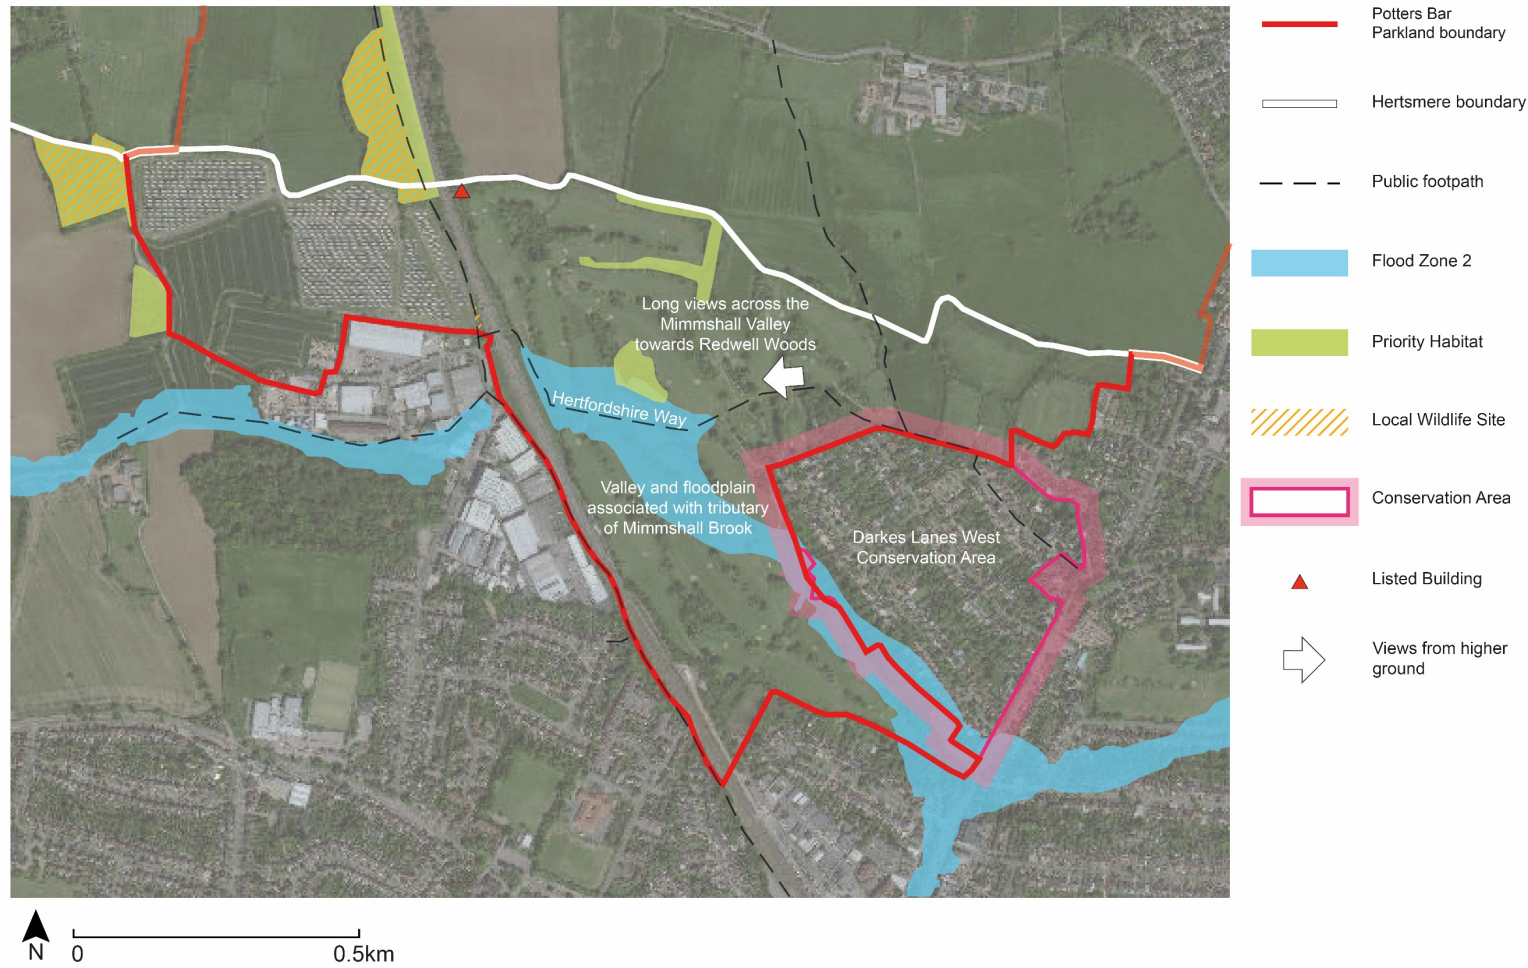 Long views across the
Mimmshall Valley
towards Redwell Woods
Hertfordshire Way
Valley and floodplain
associated with tributary
of Mimmshall Brook
Darkes Lanes West
Conservation Area
Potters Bar
Parkland boundary
Hertsmere boundary
Public footpath
Flood Zone 2
Priority Habitat
Local Wildlife Site
Conservation Area
Listed Building
Views from higher
ground
N
0
0.5km